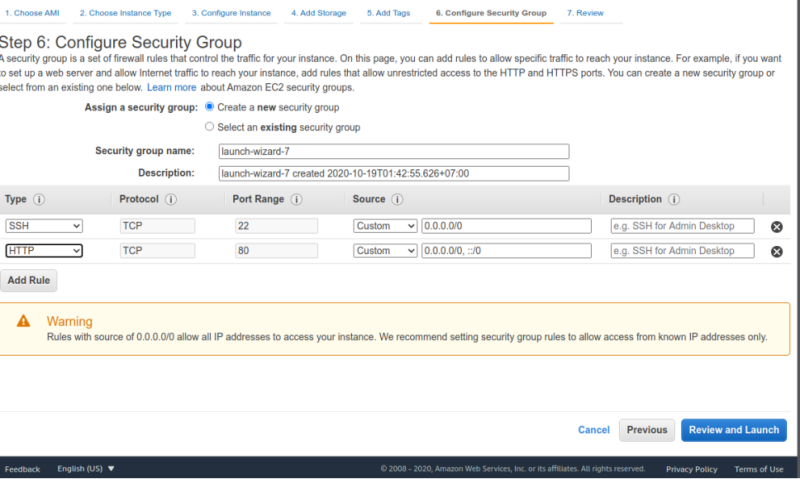 1. Choose AMI 2. Choose Instance Type 3. Configure Instance 4. Add Storage 5. Add Tags 6. Configure Security Group 7. Review
Step 6: Configure Security Group
A security group is a set of firewall rules that control the traffic for your instance. On this page, you can add rules to allow specific traffic to reach your instance. For example, if you want
to set up a web server and allow Internet traffic to reach your instance, add rules that allow unrestricted access to the HTTP and HTTPS ports. You can create a new security group or
select from an existing one below. Learn more about Amazon EC2 security groups.
Assign a security group: Create a new security group
Select an existing security group
Security group name: launch-wizard-7
Description: launch-wizard-7 created 2020-10-19T01:42:55.626+07:00
Type i Protocol i Port Range i Source i Description i
SSH TCP 22 Custom 0.0.0.0/0 e.g. SSH for Admin Desktop
HTTP TCP 80 Custom 0.0.0.0/0, ::/0 e.g. SSH for Admin Desktop
Add Rule
Warning
Rules with source of 0.0.0.0/0 allow all IP addresses to access your instance. We recommend setting security group rules to allow access from known IP addresses only.
Cancel Previous Review and Launch
Feedback English (US) © 2008 - 2020, Amazon Web Services, Inc. or its affiliates. All rights reserved. Privacy Policy Terms of Use